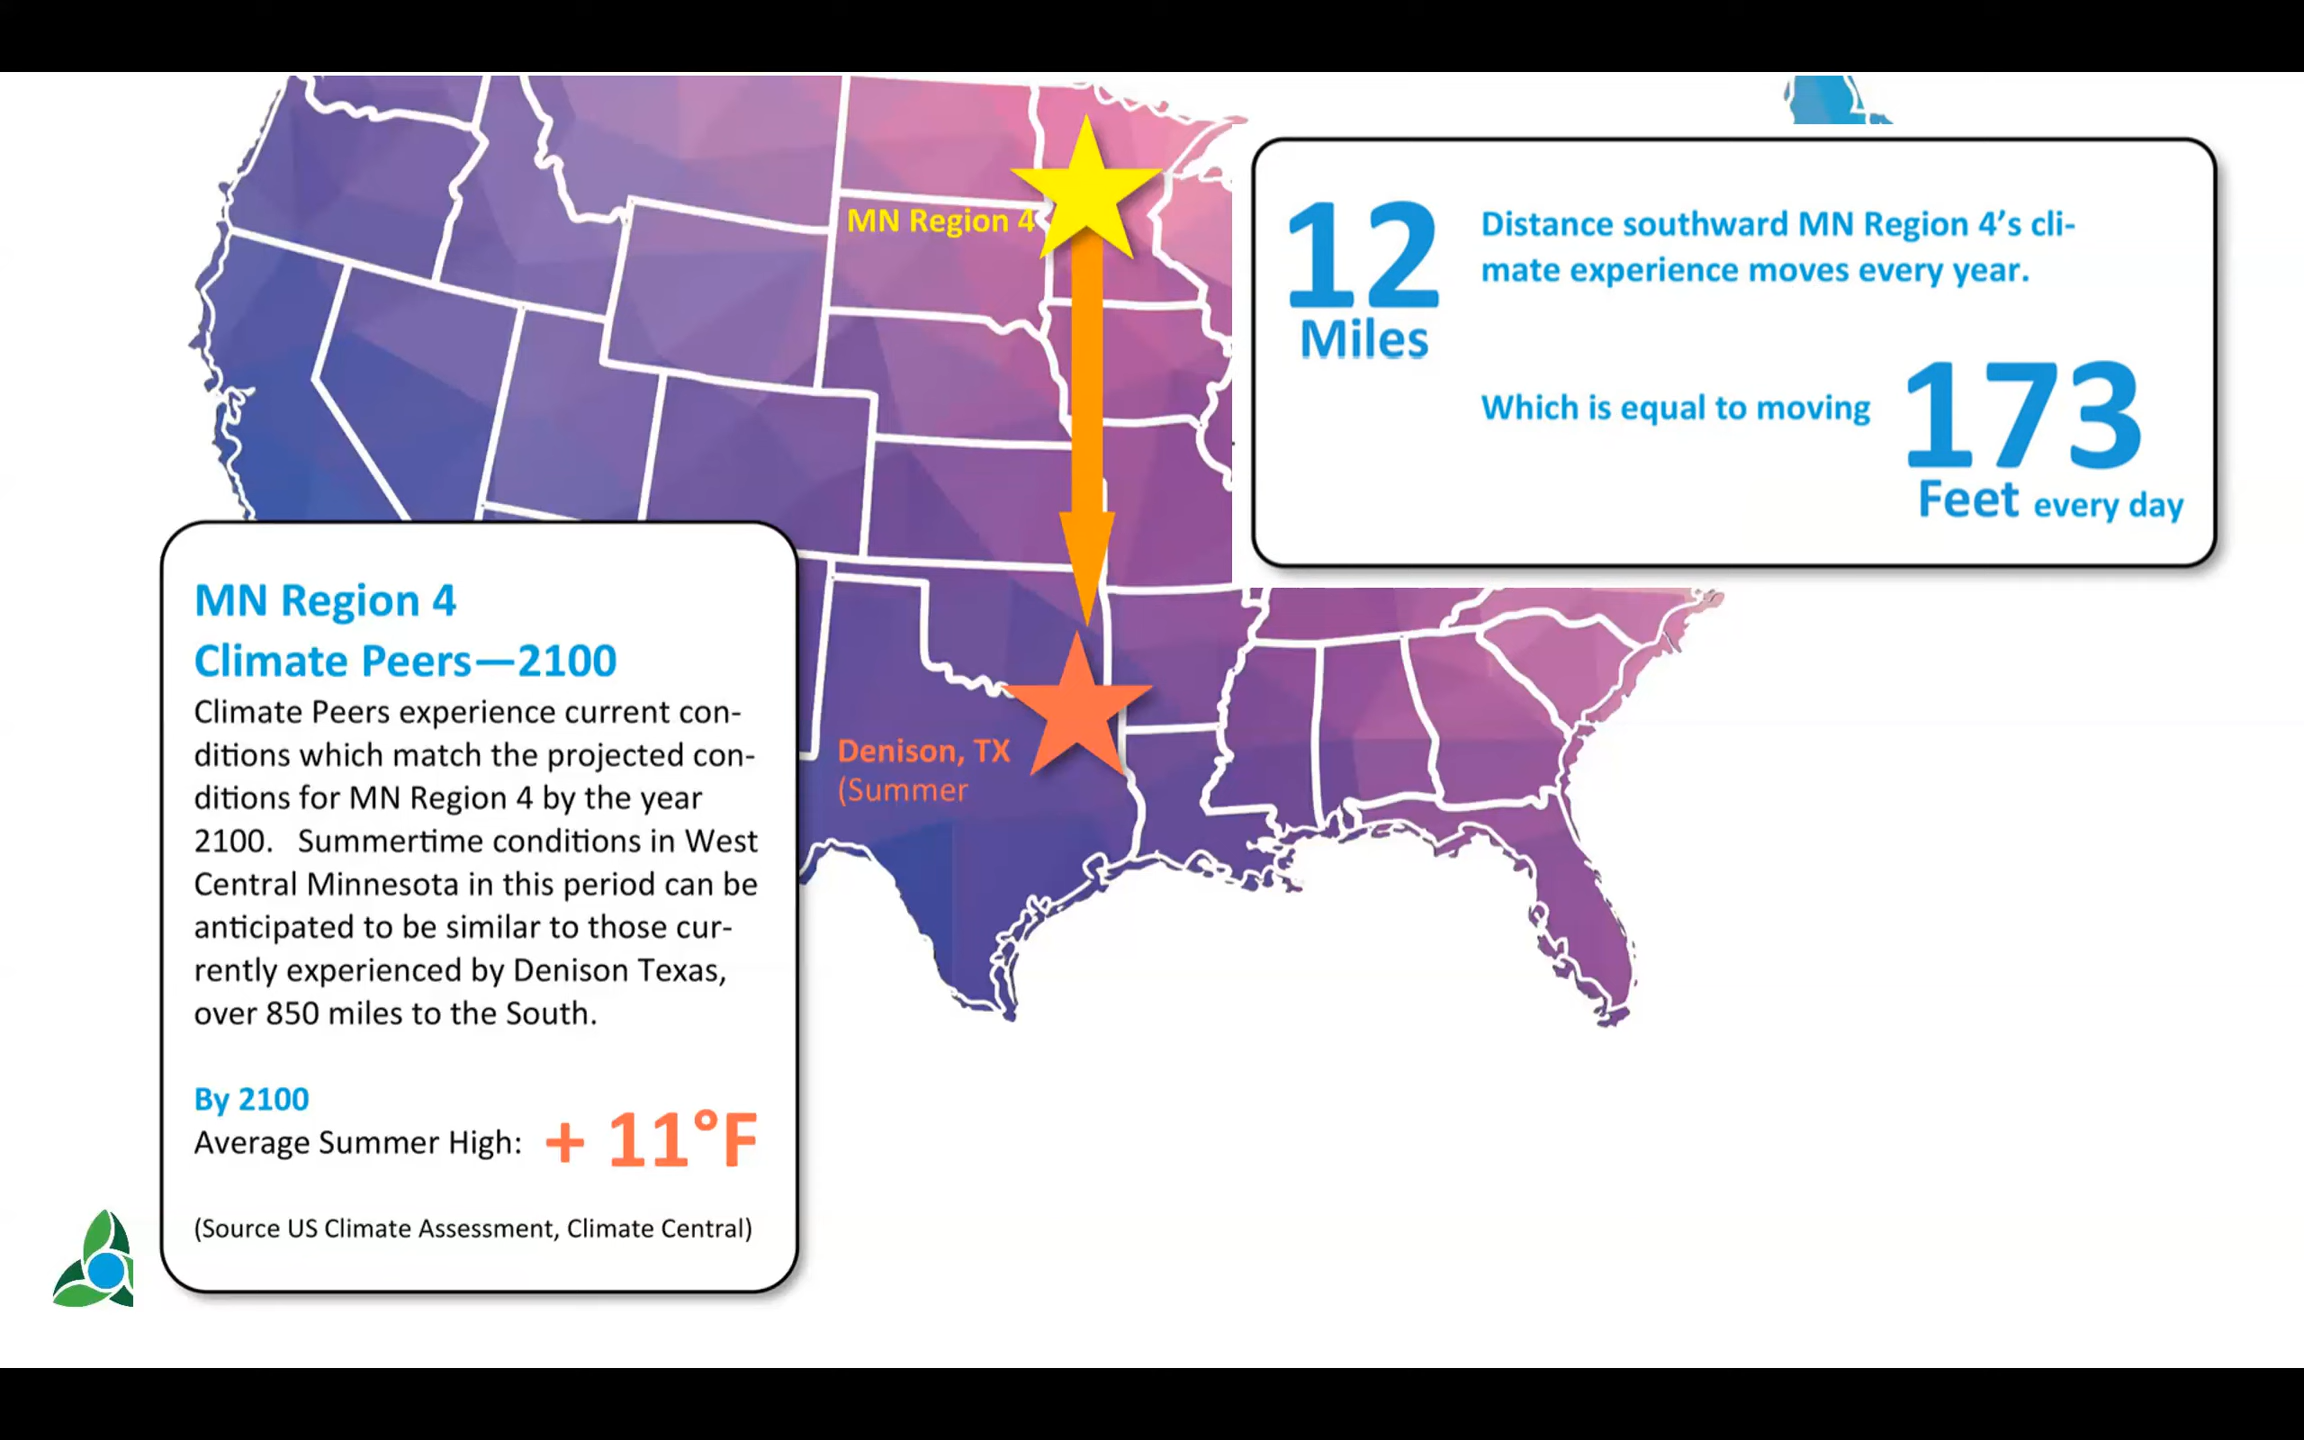 MN Region 4
12
Miles
Distance southward MN Region 4’s cli-
mate experience moves every year.
Which is equal to moving
173
Feet every day
MN Region 4
Climate Peers—2100
Climate Peers experience current con-
ditions which match the projected con-
ditions for MN Region 4 by the year
2100.   Summertime conditions in West
Central Minnesota in this period can be
anticipated to be similar to those cur-
rently experienced by Denison Texas,
over 850 miles to the South.
By 2100
Average Summer High: + 11°F
(Source US Climate Assessment, Climate Central)
Denison, TX
(Summer